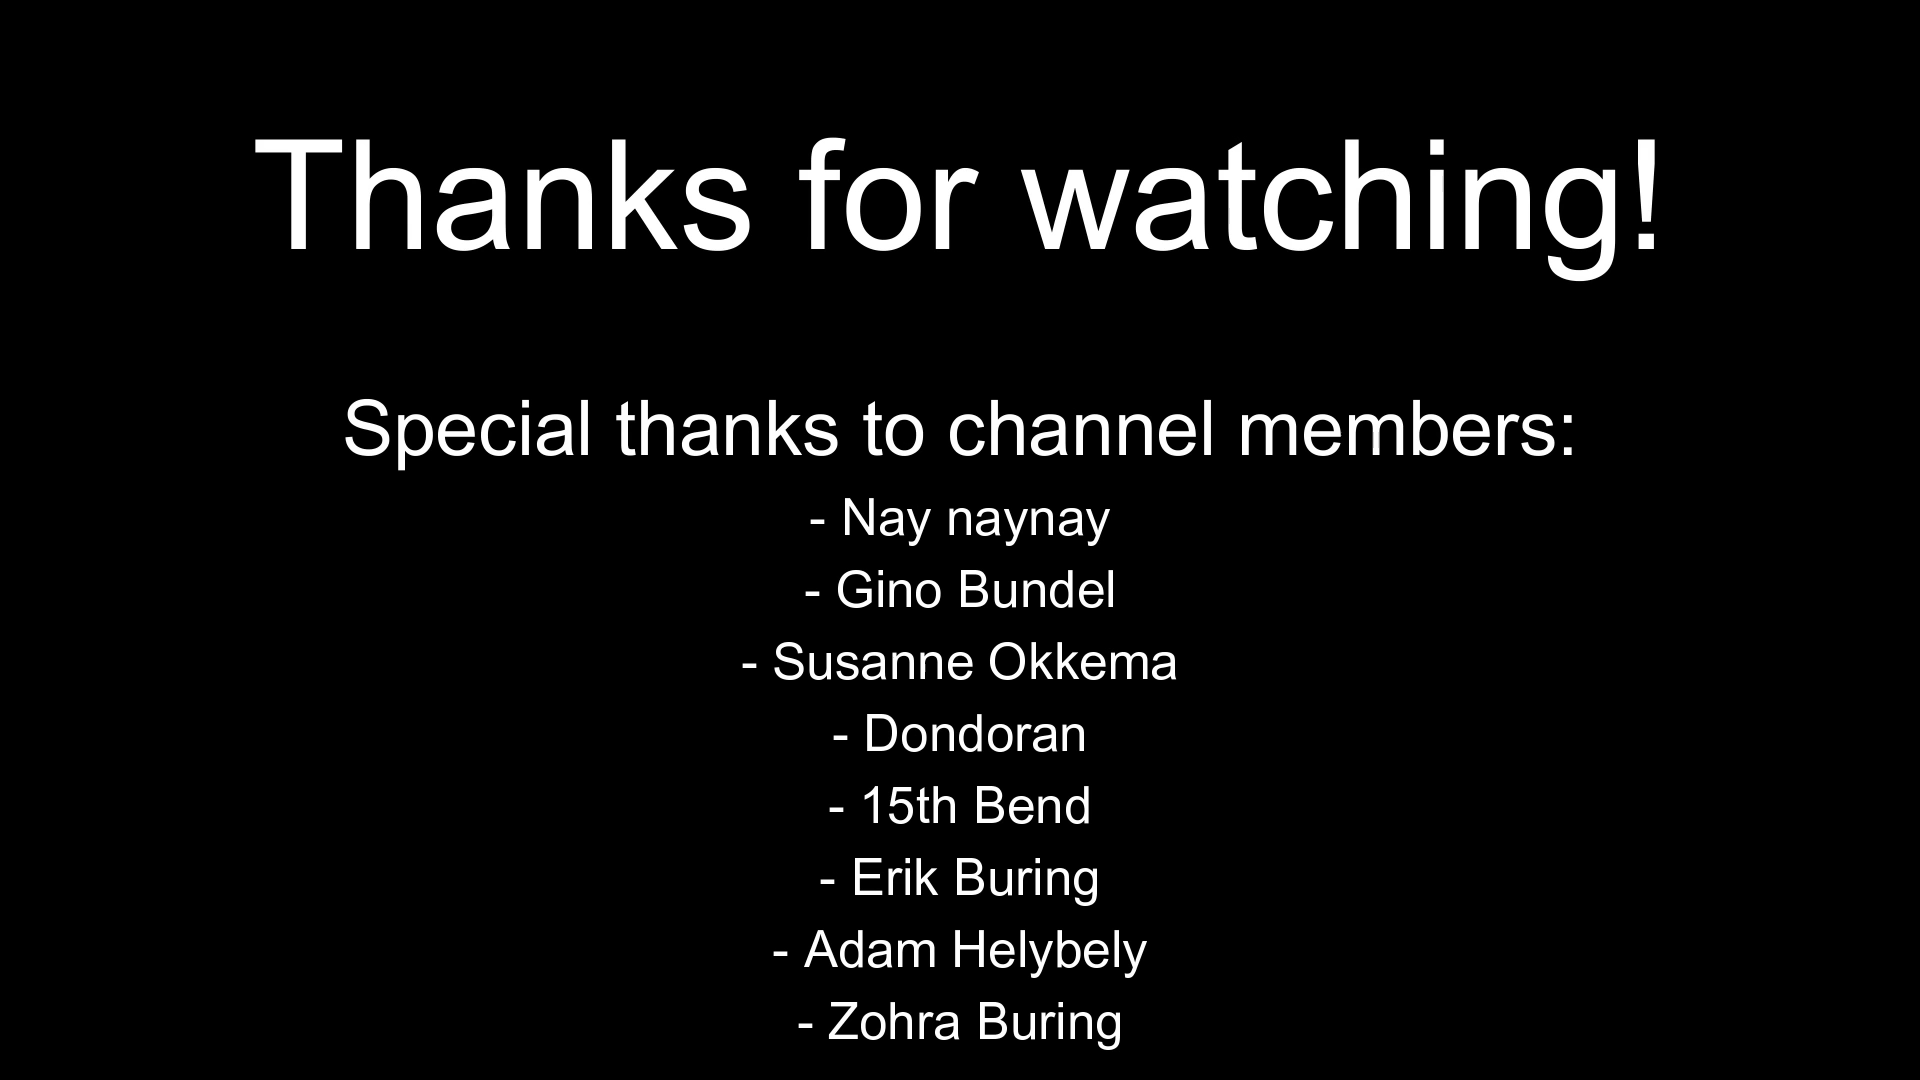 Thanks for watching!
Special thanks to channel members:
- Nay naynay
- Gino Bundel
- Susanne Okkema
- Dondoran
- 15th Bend
- Erik Buring
- Adam Helybely
- Zohra Buring